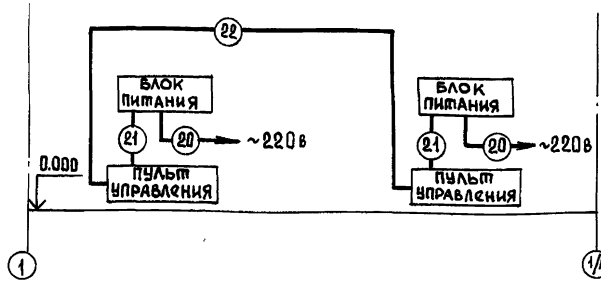 22
БЛОК
ПИТАНИЯ
21
20
~220в
0.000
ПУЛЬТ
УПРАВЛЕНИЯ
БЛОК
ПИТАНИЯ
21
20
~220в
ПУЛЬТ
УПРАВЛЕНИЯ
1